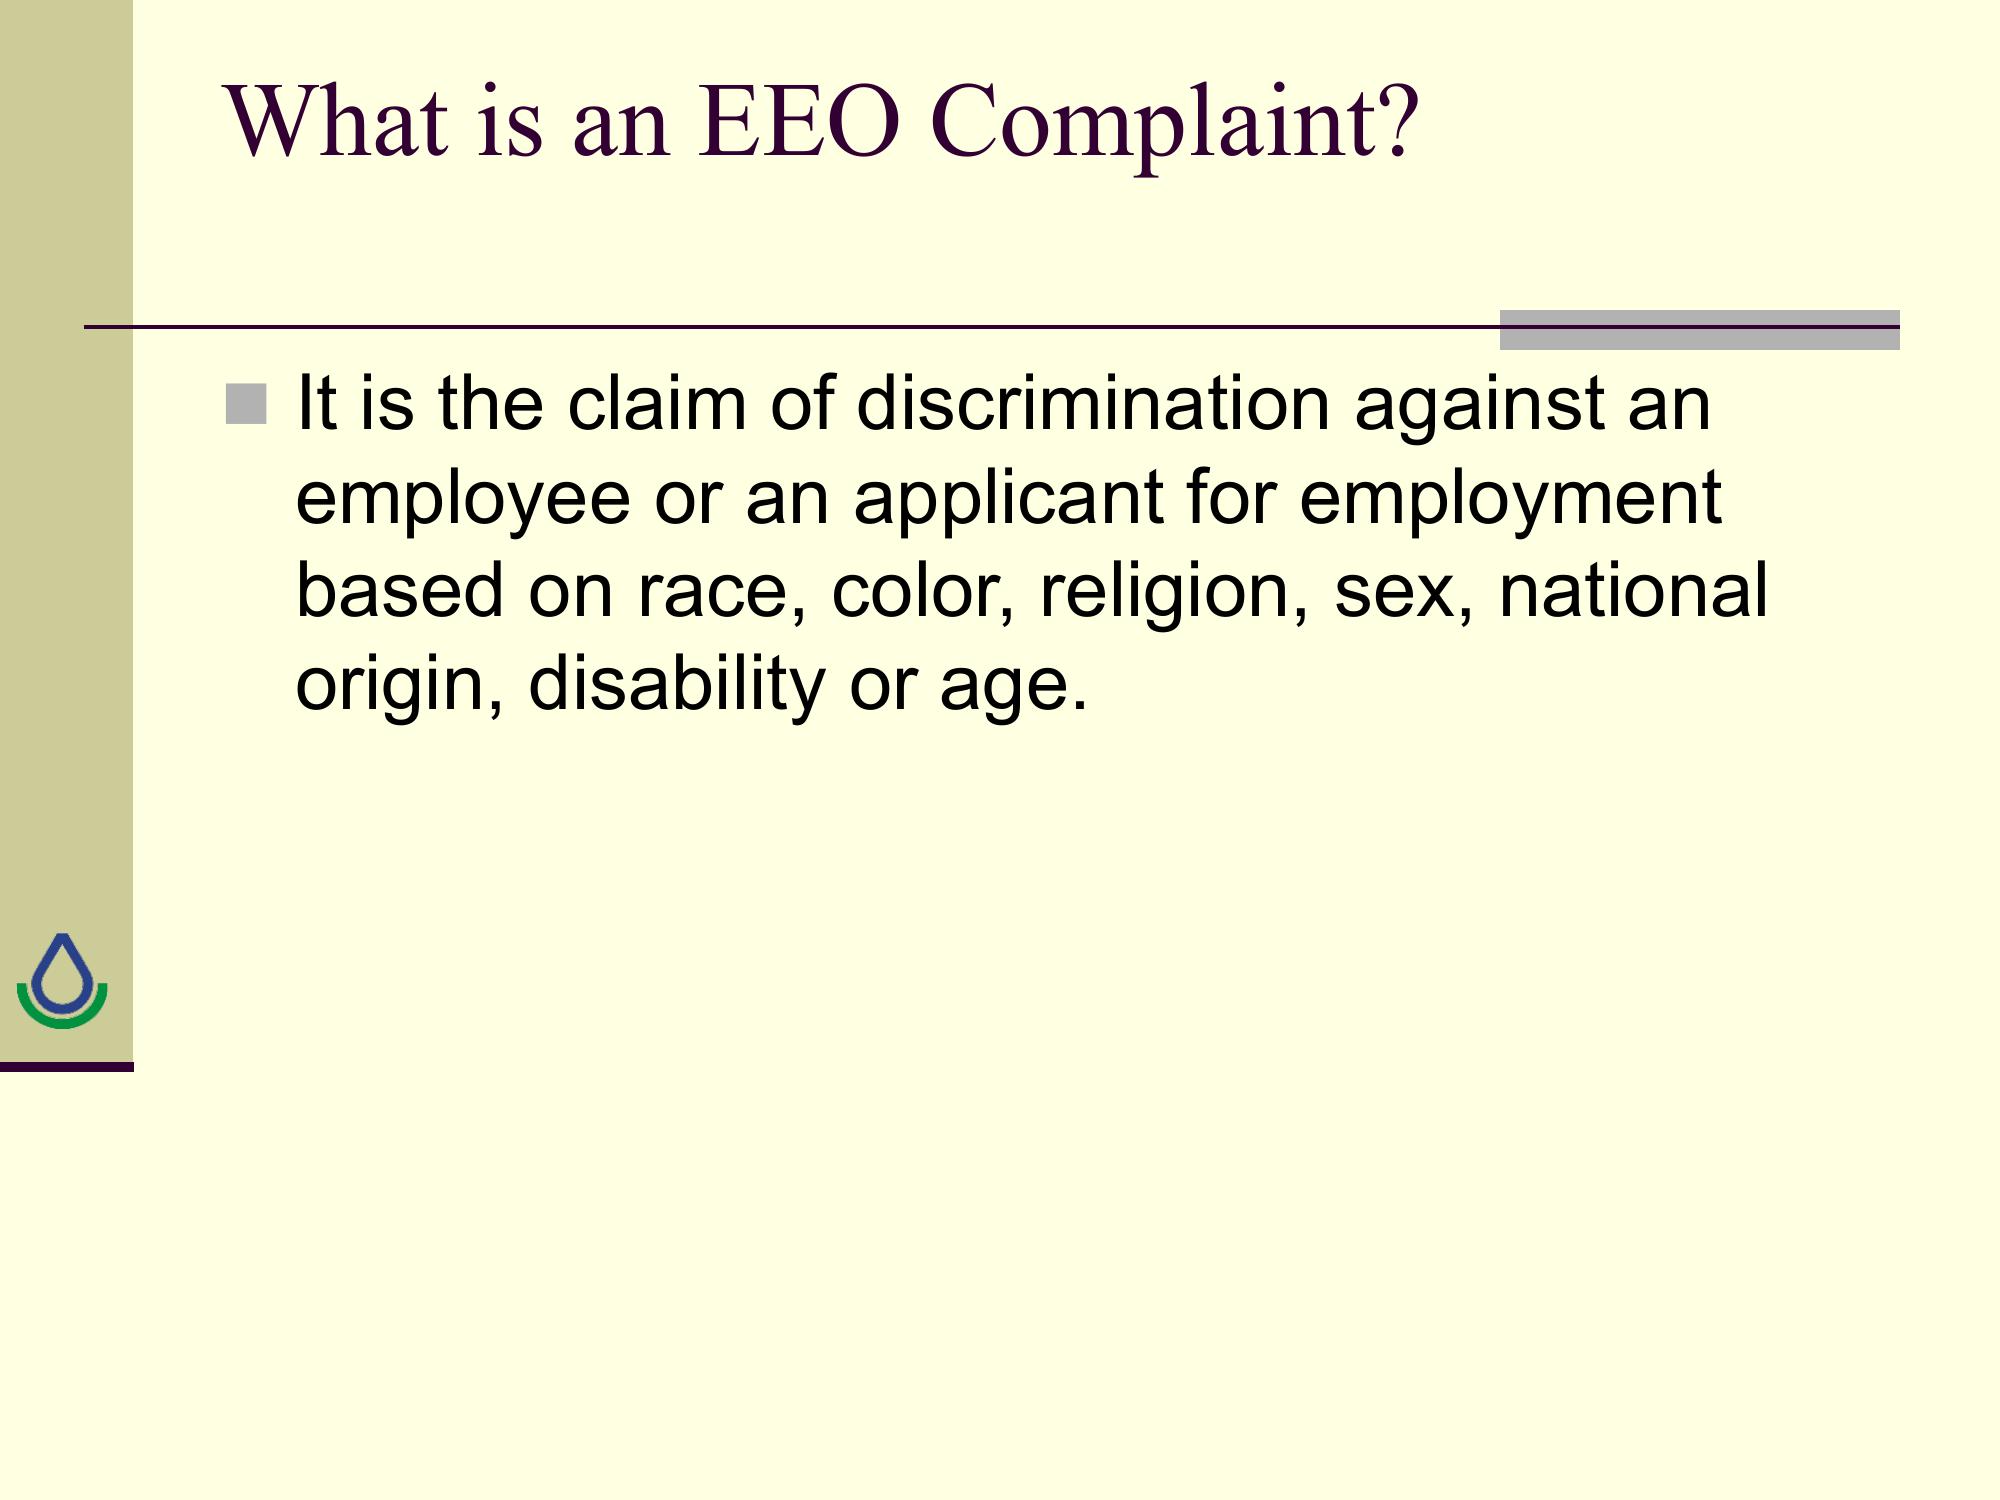 What is an EEO Complaint?
It is the claim of discrimination against an
employee or an applicant for employment
based on race, color, religion, sex, national
origin, disability or age.